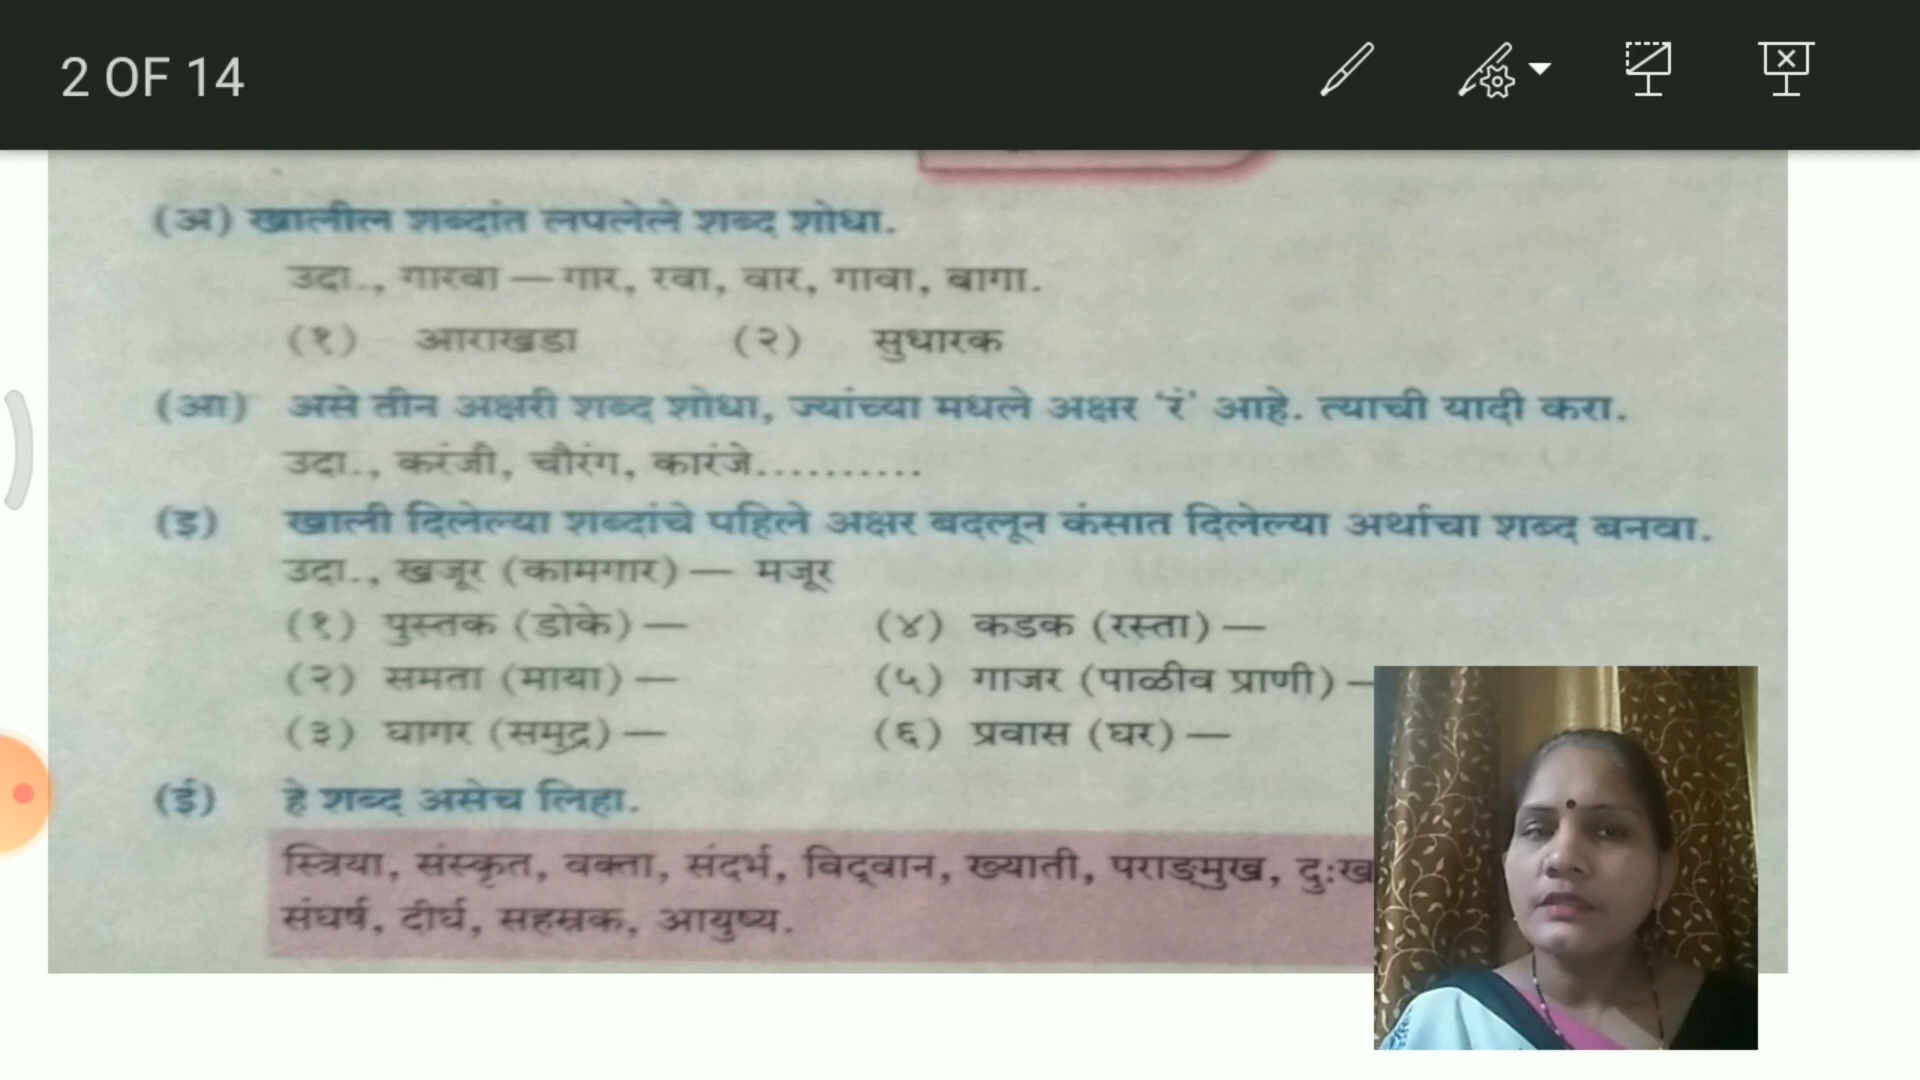 2 OF 14
(अ) खालील शब्दांत लपलेले शब्द शोधा.
उदा., गारवा — गार, रवा, वार, गावा, वागा.
(१) आराखडा (२) सुधारक
(आ) असे तीन अक्षरी शब्द शोधा, ज्यांच्या मधले अक्षर ‘रं’ आहे. त्याची यादी करा.
उदा., करंजी, चौरंग, कारंजे..........
(इ) खाली दिलेल्या शब्दांचे पहिले अक्षर बदलून कंसात दिलेल्या अर्थाचा शब्द बनवा.
उदा., खजूर (कामगार) — मजूर
(१) पुस्तक (डोके) — (४) कडक (रस्ता) —
(२) समता (माया) — (५) गाजर (पाळीव प्राणी) —
(३) घागर (समुद्र) — (६) प्रवास (घर) —
(ई) हे शब्द असेच लिहा.
स्त्रिया, संस्कृत, वक्ता, संदर्भ, विद्‌वान, ख्याती, पराङ्‌मुख, दुःख
संघर्ष, दीर्घ, सहस्रक, आयुष्य.